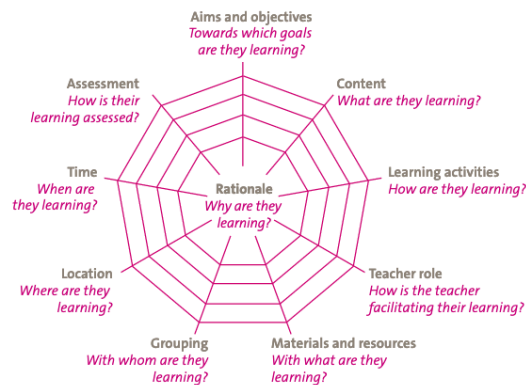 Aims and objectives
Towards which goals
are they learning?
Content
What are they learning?
Learning activities
How are they learning?
Teacher role
How is the teacher
facilitating their learning?
Materials and resources
With what are they
learning?
Grouping
With whom are they
learning?
Location
Where are they
learning?
Time
When are
they learning?
Assessment
How is their
learning assessed?
Rationale
Why are they
learning?